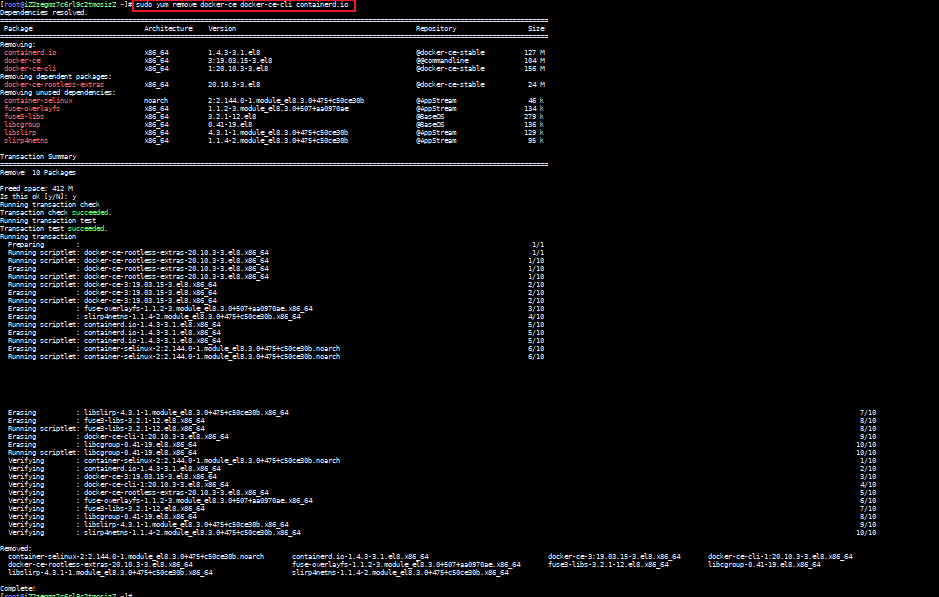 [root@iZ2zegmz7c6rl9c2tmosizZ ~]# sudo yum remove docker-ce docker-ce-cli containerd.io
Dependencies resolved.
Package Architecture Version Repository Size
Removing:
containerd.io x86_64 1.4.3-3.1.el8 @docker-ce-stable 127 M
docker-ce x86_64 3:19.03.15-3.el8 @@commandline 104 M
docker-ce-cli x86_64 1:20.10.3-3.el8 @docker-ce-stable 156 M
Removing dependent packages:
docker-ce-rootless-extras x86_64 20.10.3-3.el8 @docker-ce-stable 24 M
Removing unused dependencies:
container-selinux noarch 2:2.144.0-1.module_el8.3.0+475+c50ce30b @AppStream 46 k
fuse-overlayfs x86_64 1.1.2-3.module_el8.3.0+507+aa0970ae @AppStream 134 k
fuse3-libs x86_64 3.2.1-12.el8 @BaseOS 279 k
libcgroup x86_64 0.41-19.el8 @BaseOS 136 k
libslirp x86_64 4.3.1-1.module_el8.3.0+475+c50ce30b @AppStream 129 k
slirp4netns x86_64 1.1.4-2.module_el8.3.0+475+c50ce30b @AppStream 95 k
Transaction Summary
Remove 10 Packages
Freed space: 412 M
Is this ok [y/N]: y
Running transaction check
Transaction check succeeded.
Running transaction test
Transaction test succeeded.
Running transaction
Preparing : 1/1
Running scriptlet: docker-ce-rootless-extras-20.10.3-3.el8.x86_64 1/1
Running scriptlet: docker-ce-rootless-extras-20.10.3-3.el8.x86_64 1/10
Erasing : docker-ce-rootless-extras-20.10.3-3.el8.x86_64 1/10
Running scriptlet: docker-ce-rootless-extras-20.10.3-3.el8.x86_64 1/10
Running scriptlet: docker-ce-3:19.03.15-3.el8.x86_64 2/10
Erasing : docker-ce-3:19.03.15-3.el8.x86_64 2/10
Running scriptlet: docker-ce-3:19.03.15-3.el8.x86_64 2/10
Erasing : fuse-overlayfs-1.1.2-3.module_el8.3.0+507+aa0970ae.x86_64 3/10
Erasing : slirp4netns-1.1.4-2.module_el8.3.0+475+c50ce30b.x86_64 4/10
Running scriptlet: containerd.io-1.4.3-3.1.el8.x86_64 5/10
Erasing : containerd.io-1.4.3-3.1.el8.x86_64 5/10
Running scriptlet: containerd.io-1.4.3-3.1.el8.x86_64 5/10
Erasing : container-selinux-2:2.144.0-1.module_el8.3.0+475+c50ce30b.noarch 6/10
Running scriptlet: container-selinux-2:2.144.0-1.module_el8.3.0+475+c50ce30b.noarch 6/10
Erasing : libslirp-4.3.1-1.module_el8.3.0+475+c50ce30b.x86_64 7/10
Erasing : fuse3-libs-3.2.1-12.el8.x86_64 8/10
Running scriptlet: fuse3-libs-3.2.1-12.el8.x86_64 8/10
Erasing : docker-ce-cli-1:20.10.3-3.el8.x86_64 9/10
Erasing : libcgroup-0.41-19.el8.x86_64 10/10
Running scriptlet: libcgroup-0.41-19.el8.x86_64 10/10
Verifying : container-selinux-2:2.144.0-1.module_el8.3.0+475+c50ce30b.noarch 1/10
Verifying : containerd.io-1.4.3-3.1.el8.x86_64 2/10
Verifying : docker-ce-3:19.03.15-3.el8.x86_64 3/10
Verifying : docker-ce-cli-1:20.10.3-3.el8.x86_64 4/10
Verifying : docker-ce-rootless-extras-20.10.3-3.el8.x86_64 5/10
Verifying : fuse-overlayfs-1.1.2-3.module_el8.3.0+507+aa0970ae.x86_64 6/10
Verifying : fuse3-libs-3.2.1-12.el8.x86_64 7/10
Verifying : libcgroup-0.41-19.el8.x86_64 8/10
Verifying : libslirp-4.3.1-1.module_el8.3.0+475+c50ce30b.x86_64 9/10
Verifying : slirp4netns-1.1.4-2.module_el8.3.0+475+c50ce30b.x86_64 10/10
Removed:
container-selinux-2:2.144.0-1.module_el8.3.0+475+c50ce30b.noarch containerd.io-1.4.3-3.1.el8.x86_64 docker-ce-3:19.03.15-3.el8.x86_64 docker-ce-cli-1:20.10.3-3.el8.x86_64
docker-ce-rootless-extras-20.10.3-3.el8.x86_64 fuse-overlayfs-1.1.2-3.module_el8.3.0+507+aa0970ae.x86_64 fuse3-libs-3.2.1-12.el8.x86_64 libcgroup-0.41-19.el8.x86_64
libslirp-4.3.1-1.module_el8.3.0+475+c50ce30b.x86_64 slirp4netns-1.1.4-2.module_el8.3.0+475+c50ce30b.x86_64
Complete!
[root@iZ2zegmz7c6rl9c2tmosizZ ~]#